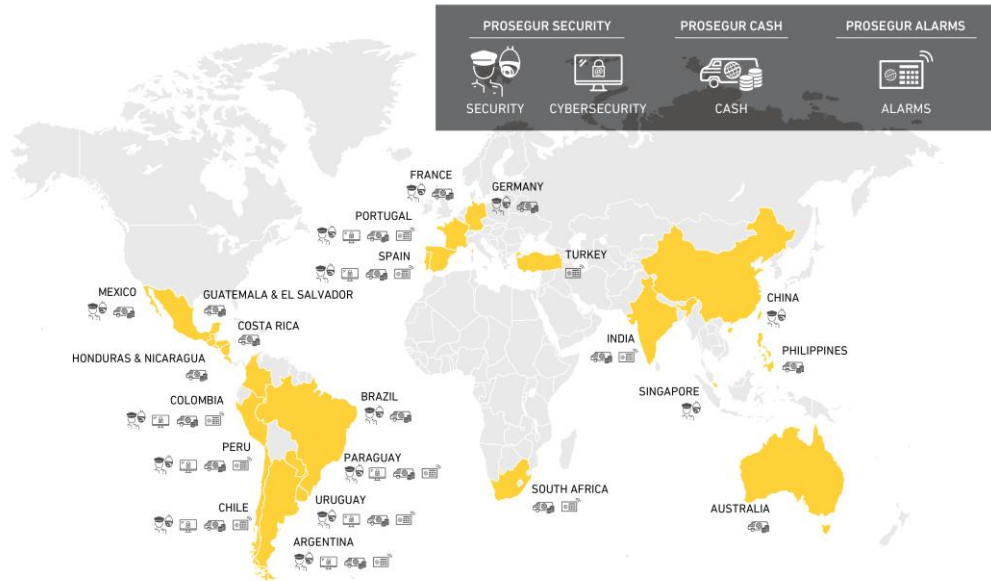 PROSEGUR SECURITY
PROSEGUR CASH
PROSEGUR ALARMS
SECURITY
CYBERSECURITY
CASH
ALARMS
FRANCE
GERMANY
PORTUGAL
SPAIN
TURKEY
MEXICO
GUATEMALA & EL SALVADOR
CHINA
COSTA RICA
INDIA
HONDURAS & NICARAGUA
PHILIPPINES
SINGAPORE
COLOMBIA
BRAZIL
PERU
PARAGUAY
SOUTH AFRICA
URUGUAY
CHILE
AUSTRALIA
ARGENTINA